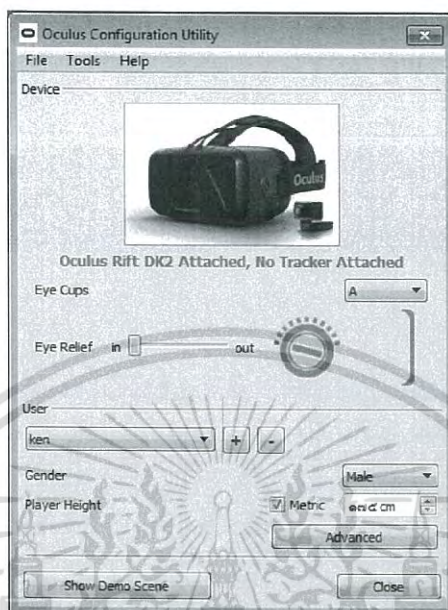 Oculus Configuration Utility
File Tools Help
Device
Oculus
Oculus Rift DK2 Attached, No Tracker Attached
Eye Cups A
Eye Relief in out
User
ken + -
Gender Male
Player Height Metric cm
Advanced
Show Demo Scene Close